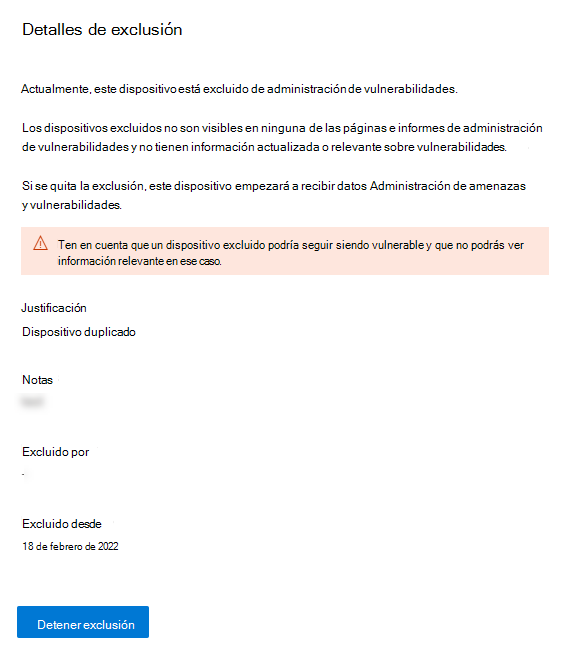 Detalles de exclusión
Actualmente, este dispositivo está excluido de administración de vulnerabilidades.
Los dispositivos excluidos no son visibles en ninguna de las páginas e informes de administración
de vulnerabilidades y no tienen información actualizada o relevante sobre vulnerabilidades.
Si se quita la exclusión, este dispositivo empezará a recibir datos Administración de amenazas
y vulnerabilidades.
Ten en cuenta que un dispositivo excluido podría seguir siendo vulnerable y que no podrás ver
información relevante en ese caso.
Justificación
Dispositivo duplicado
Notas
Excluido por
-
Excluido desde
18 de febrero de 2022
Detener exclusión